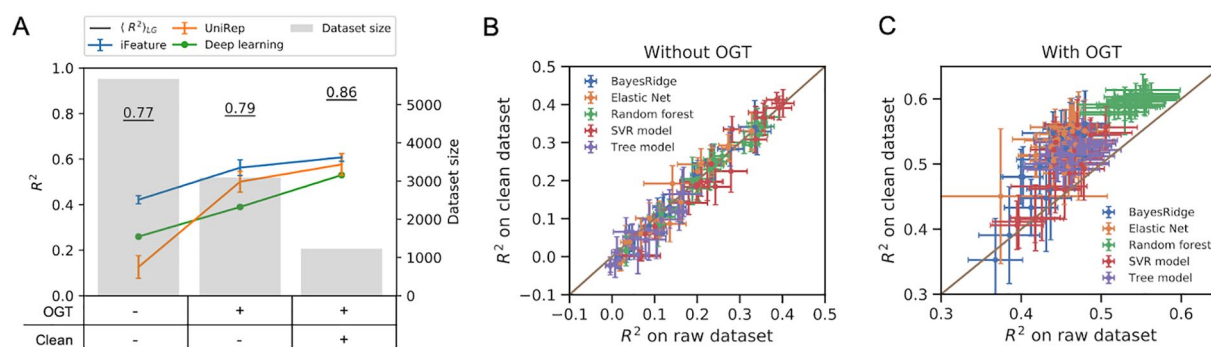 A
⟨ R²⟩LG
UniRep
Dataset size
iFeature
Deep learning
1.0
0.8
0.6
0.4
0.2
0.0
R²
0.77
0.79
0.86
5000
4000
3000
2000
1000
0
Dataset size
OGT - + +
Clean - - +
B
Without OGT
BayesRidge
Elastic Net
Random forest
SVR model
Tree model
0.5
0.4
0.3
0.2
0.1
0.0
−0.1
R² on clean dataset
−0.1 0.0 0.1 0.2 0.3 0.4 0.5
R² on raw dataset
C
With OGT
0.6
0.5
0.4
0.3
R² on clean dataset
BayesRidge
Elastic Net
Random forest
SVR model
Tree model
0.3 0.4 0.5 0.6
R² on raw dataset